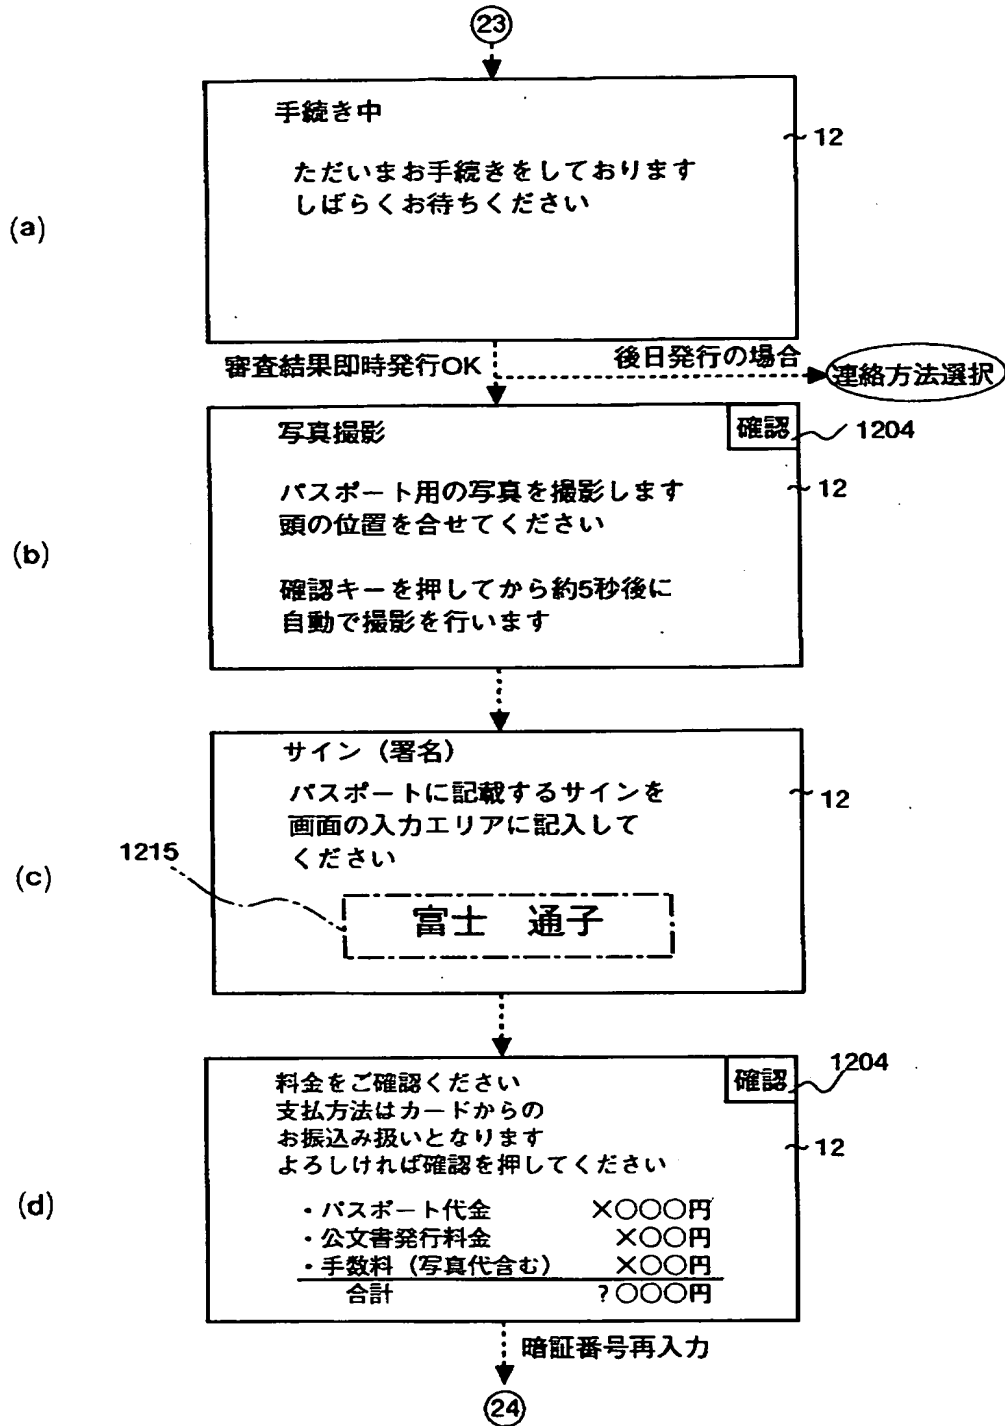 23
手続き中
~12
ただいまお手続きをしております
しばらくお待ちください
(a)
審査結果即時発行OK
後日発行の場合
連絡方法選択
写真撮影
確認
1204
パスポート用の写真を撮影します
~12
頭の位置を合せてください
(b)
確認キーを押してから約5秒後に
自動で撮影を行います
サイン（署名）
パスポートに記載するサインを
~12
画面の入力エリアに記入して
ください
1215
(c)
富士　通子
料金をご確認ください
確認
1204
支払方法はカードからの
お振込み扱いとなります
~12
よろしければ確認を押してください
(d)
・パスポート代金　×○○○円
・公文書発行料金　×○○円
・手数料（写真代含む）　×○○円
合計　?○○○円
暗証番号再入力
24